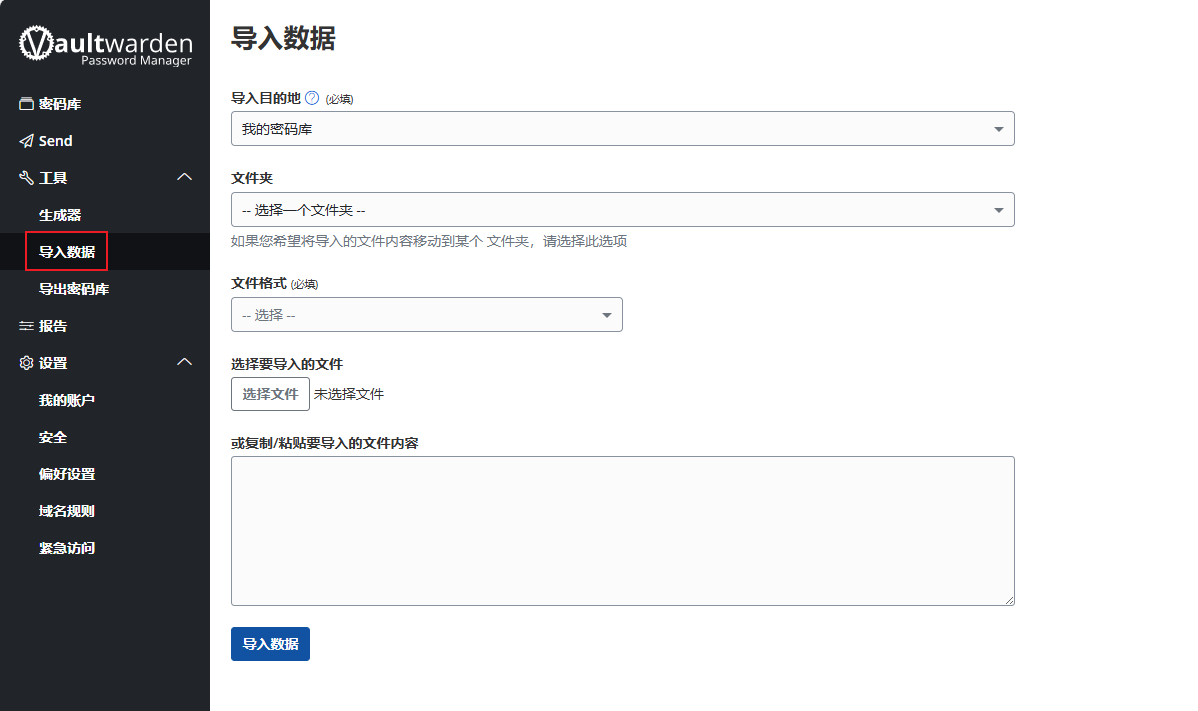 Vaultwarden
Password Manager
密码库
Send
工具
生成器
导入数据
导出密码库
报告
设置
我的账户
安全
偏好设置
域名规则
紧急访问
导入数据
导入目的地 (必填)
我的密码库
文件夹
-- 选择一个文件夹 --
如果您希望将导入的文件内容移动到某个 文件夹，请选择此选项
文件格式 (必填)
-- 选择 --
选择要导入的文件
选择文件 未选择文件
或复制/粘贴要导入的文件内容
导入数据